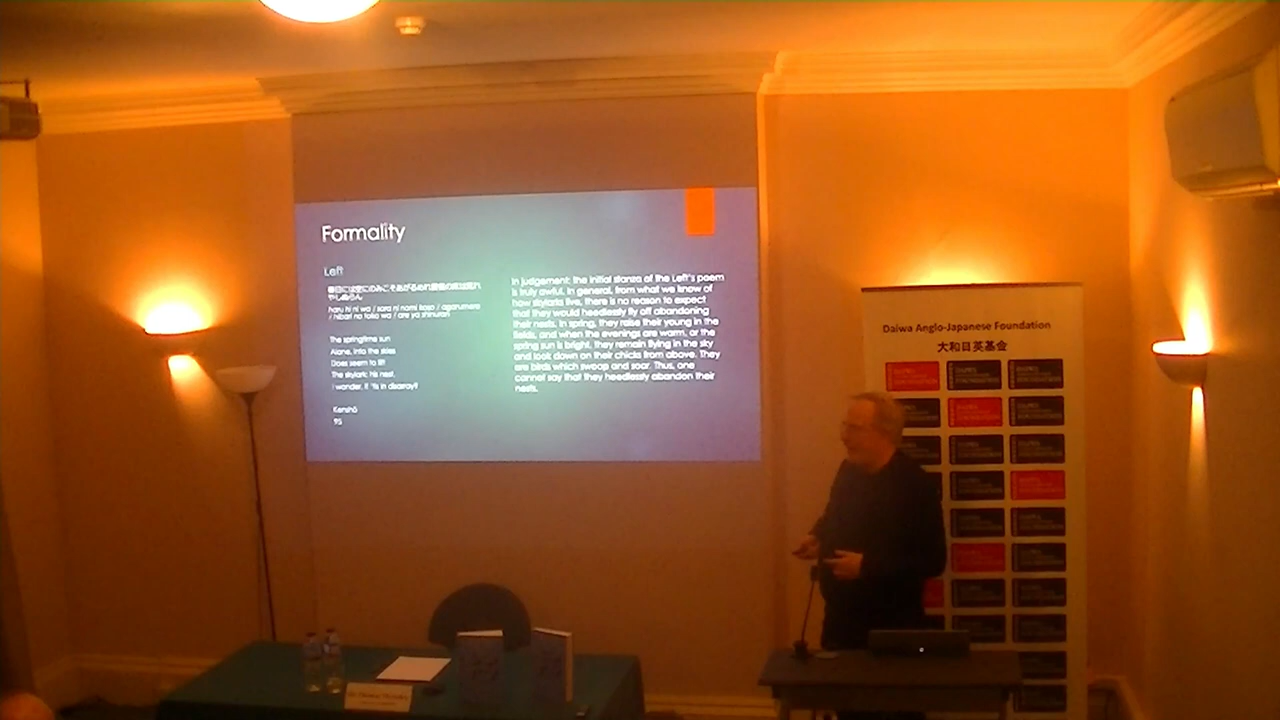 Formality
Left
haru hi ni wa / sora ni nomi koso / agarumere
/ hibari no toko wa / are ya shinuran
The springtime sun
Alone, into the skies
Does seem to lift
The skylark: his nest,
I wonder, if 'tis in disarray?
Kenshō
95
In judgement: the initial stanza of the Left's poem
is truly awful. In general, from what we know of
how skylarks live, there is no reason to expect
that they would heedlessly fly off abandoning
their nests. In spring, they raise their young in the
fields, and when the evenings are warm, or the
spring sun is bright, they remain flying in the sky
and look down on their chicks from above. They
are birds which swoop and soar. Thus, one
cannot say that they heedlessly abandon their
nests.
Daiwa Anglo-Japanese Foundation
大和日英基金